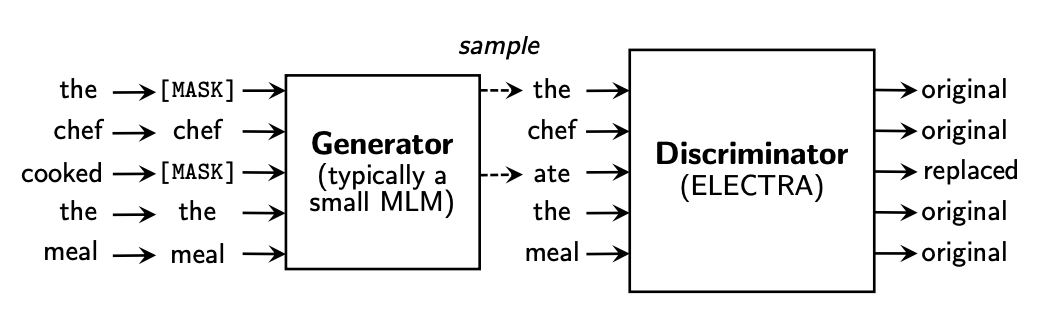 sample
the [MASK] the original
chef chef chef original
Generator
Discriminator
cooked [MASK] (typically a ate (ELECTRA) replaced
small MLM)
the the the original
meal meal meal original